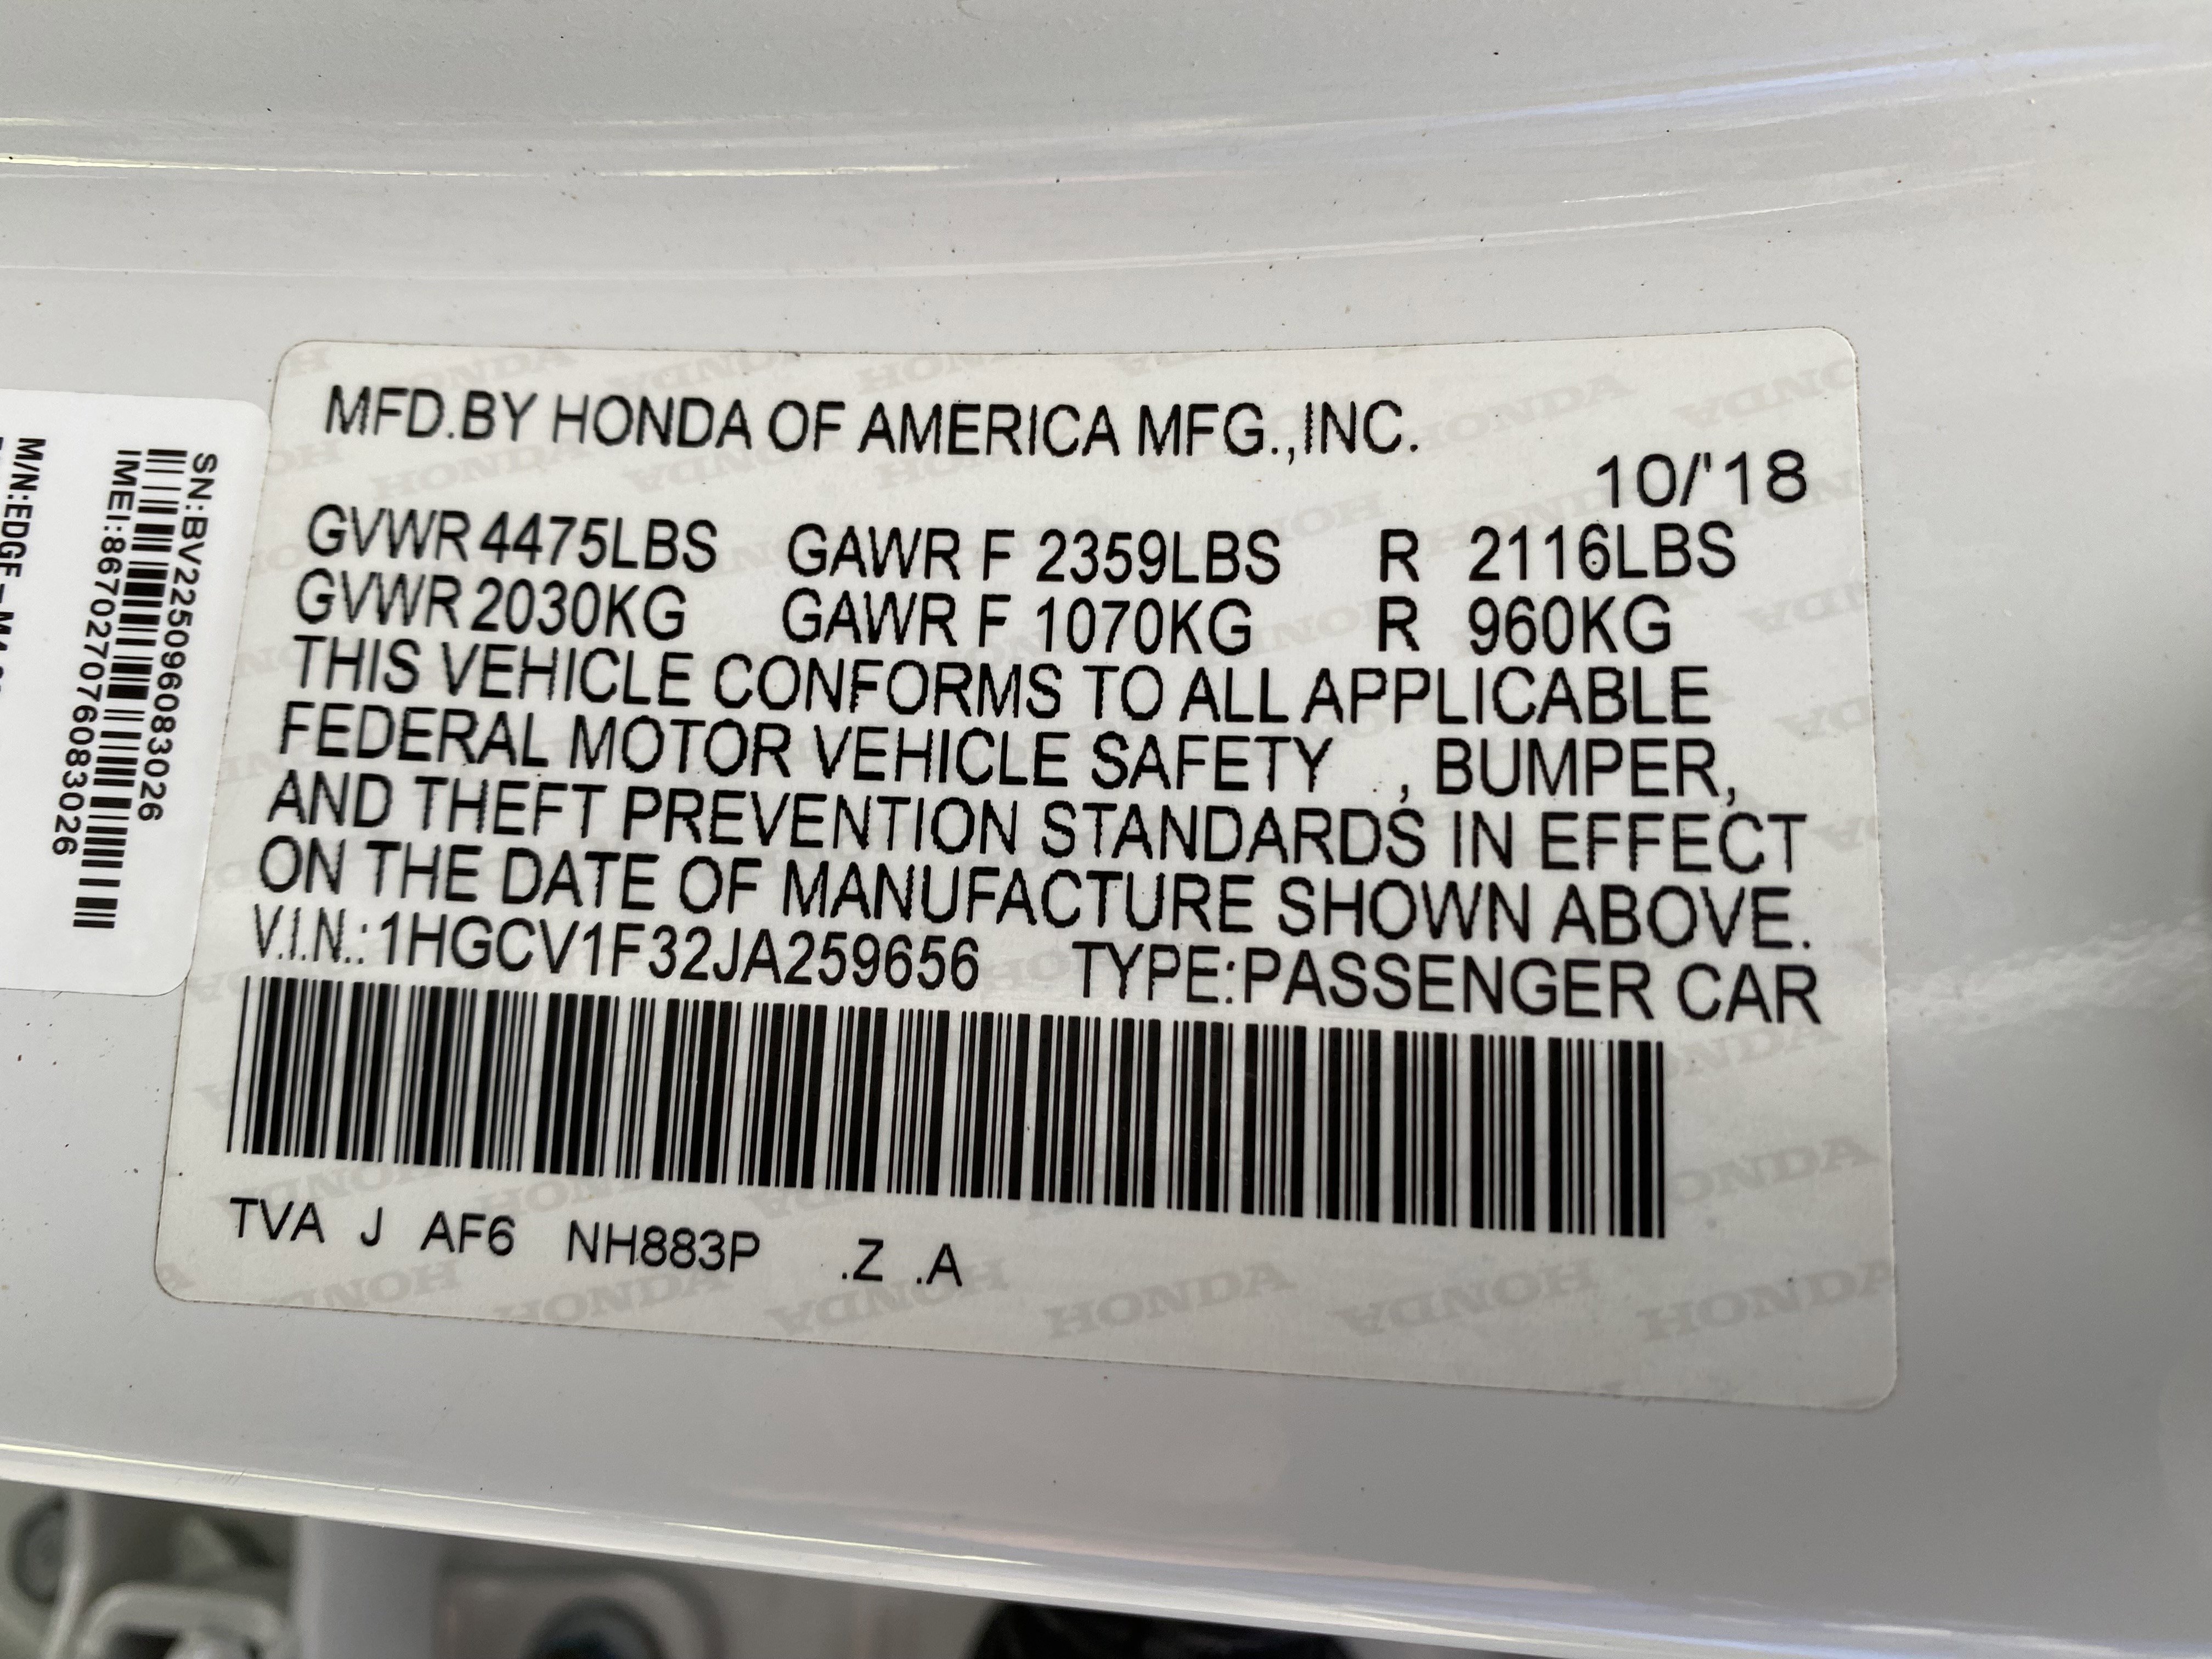 MFD.BY HONDA OF AMERICA MFG.,INC.
10/'18
GVWR 4475LBS GAWR F 2359LBS R 2116LBS
GVWR 2030KG GAWR F 1070KG R 960KG
THIS VEHICLE CONFORMS TO ALL APPLICABLE
FEDERAL MOTOR VEHICLE SAFETY , BUMPER,
AND THEFT PREVENTION STANDARDS IN EFFECT
ON THE DATE OF MANUFACTURE SHOWN ABOVE.
V.I.N.: 1HGCV1F32JA259656 TYPE:PASSENGER CAR
TVA J AF6 NH883P .Z .A
SN:BV22509608 3026
IMEI:867027076083026